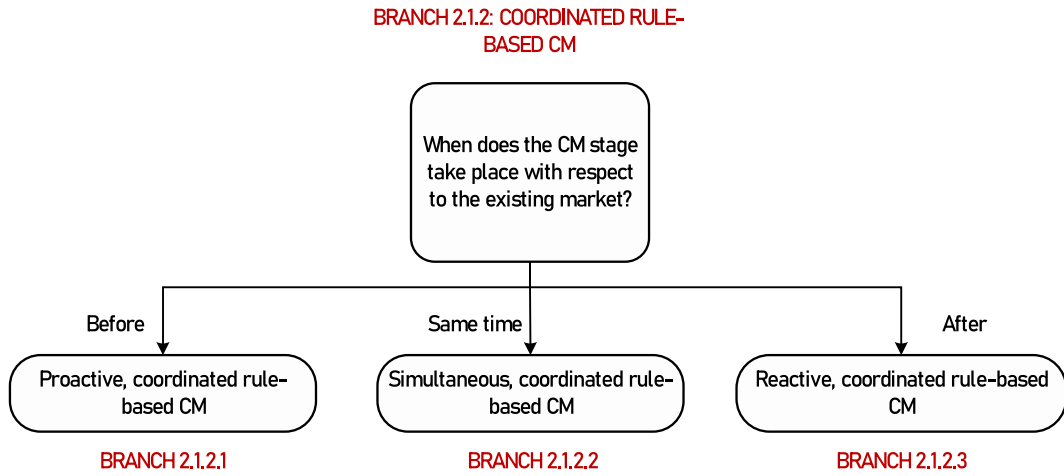 BRANCH 2.1.2: COORDINATED RULE-
BASED CM
When does the CM stage
take place with respect
to the existing market?
Before
Same time
After
Proactive, coordinated rule-
based CM
Simultaneous, coordinated rule-
based CM
Reactive, coordinated rule-based
CM
BRANCH 2.1.2.1
BRANCH 2.1.2.2
BRANCH 2.1.2.3